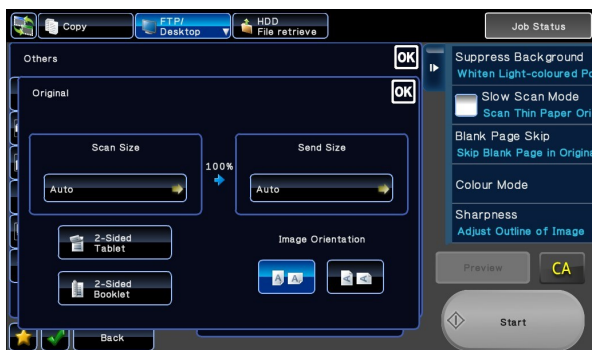 Copy
FTP/
Desktop
HDD
File retrieve
Job Status
Others
OK
Original
OK
Scan Size
Auto
100%
Send Size
Auto
2-Sided
Tablet
2-Sided
Booklet
Image Orientation
A A
A A
Back
Suppress Background
Whiten Light-coloured Po
Slow Scan Mode
Scan Thin Paper Ori
Blank Page Skip
Skip Blank Page in Origina
Colour Mode
Sharpness
Adjust Outline of Image
Preview
CA
Start